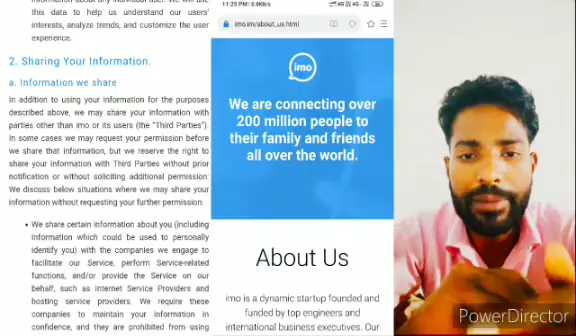 information about any individual user. We will use
this data to help us understand our users'
interests, analyze trends, and customize the user
experience.
2. Sharing Your Information.
a. Information we share
In addition to using your information for the purposes
described above, we may share your information with
parties other than imo or its users (the "Third Parties").
In some cases we may request your permission before
we share that information, but we reserve the right to
share your information with Third Parties without prior
notification or without soliciting additional permission:
We discuss below situations where we may share your
information without requesting your further permission:
• We share certain information about you (including
information which could be used to personally
identify you) with the companies we engage to
facilitate our Service, perform Service-related
functions, and/or provide the Service on our
behalf, such as Internet Service Providers and
hosting service providers. We require these
companies to maintain your information in
confidence, and they are prohibited from using
11:25 PM
imo.im/about_us.html
imo
We are connecting over
200 million people to
their family and friends
all over the world.
About Us
imo is a dynamic startup founded and
funded by top engineers and
international business executives. Our
PowerDirector